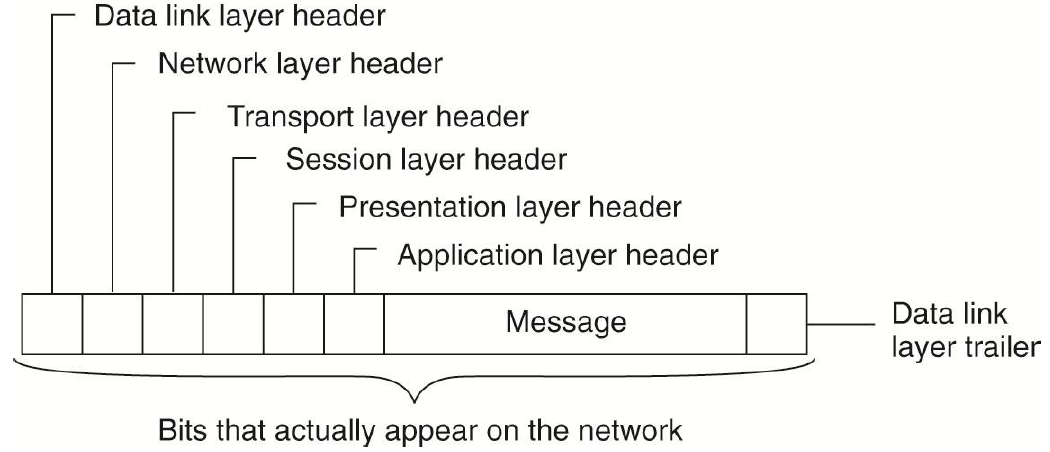 Data link layer header
Network layer header
Transport layer header
Session layer header
Presentation layer header
Application layer header
Message
Data link
layer trailer
Bits that actually appear on the network